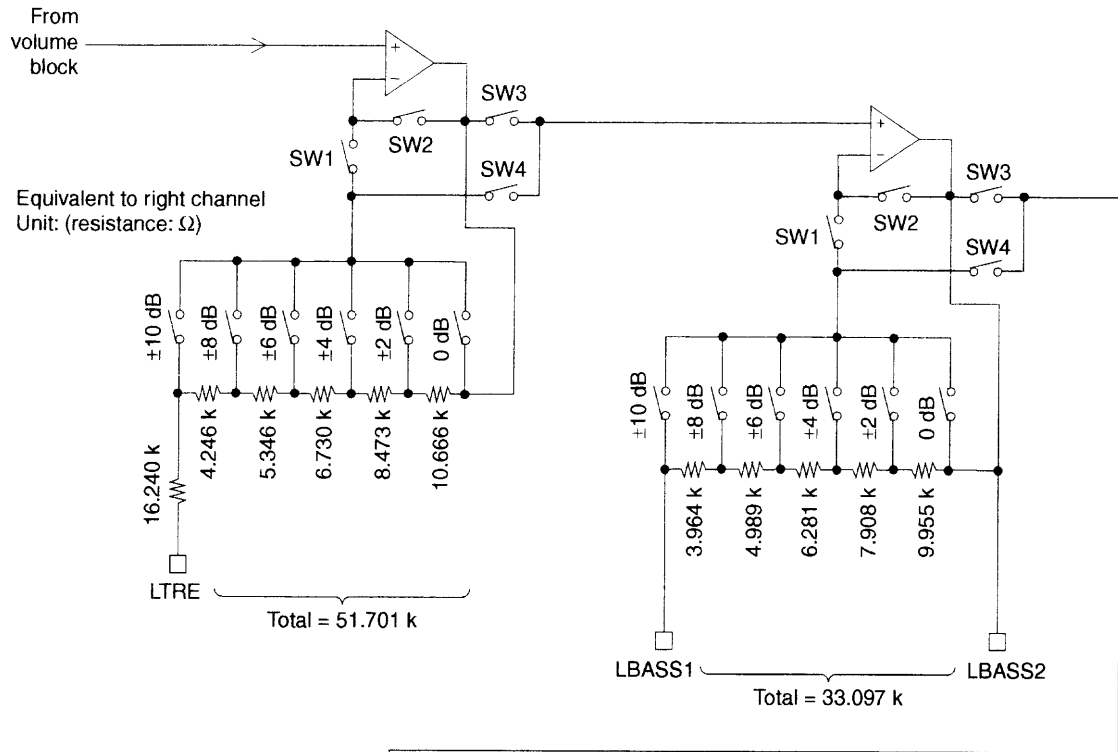 From
volume
block
+
−
SW3
SW2
SW1
SW4
+
−
SW3
SW2
SW1
SW4
Equivalent to right channel
Unit: (resistance: Ω)
±10 dB
±8 dB
±6 dB
±4 dB
±2 dB
0 dB
4.246 k
5.346 k
6.730 k
8.473 k
10.666 k
16.240 k
LTRE
Total = 51.701 k
±10 dB
±8 dB
±6 dB
±4 dB
±2 dB
0 dB
3.964 k
4.989 k
6.281 k
7.908 k
9.955 k
LBASS1
LBASS2
Total = 33.097 k